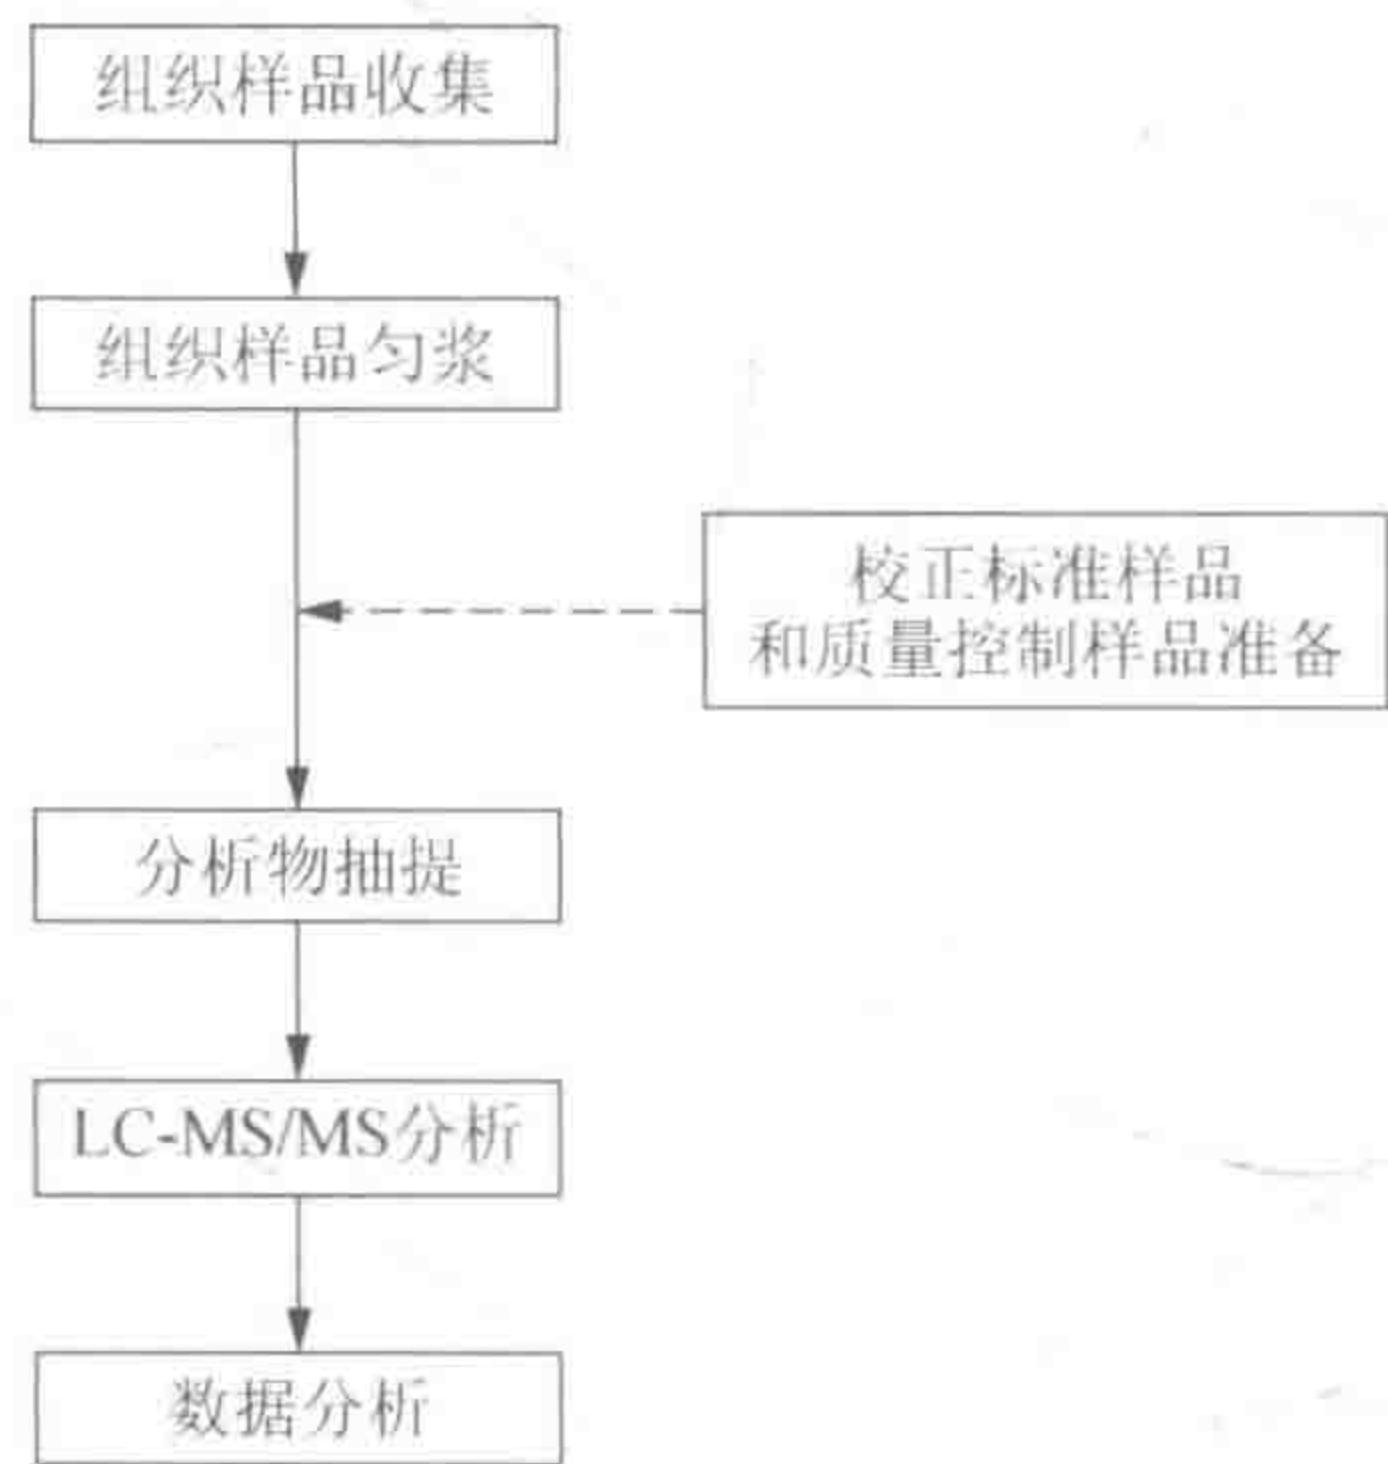 组织样品收集
组织样品匀浆
校正标准样品
和质量控制样品准备
分析物抽提
LC-MS/MS分析
数据分析